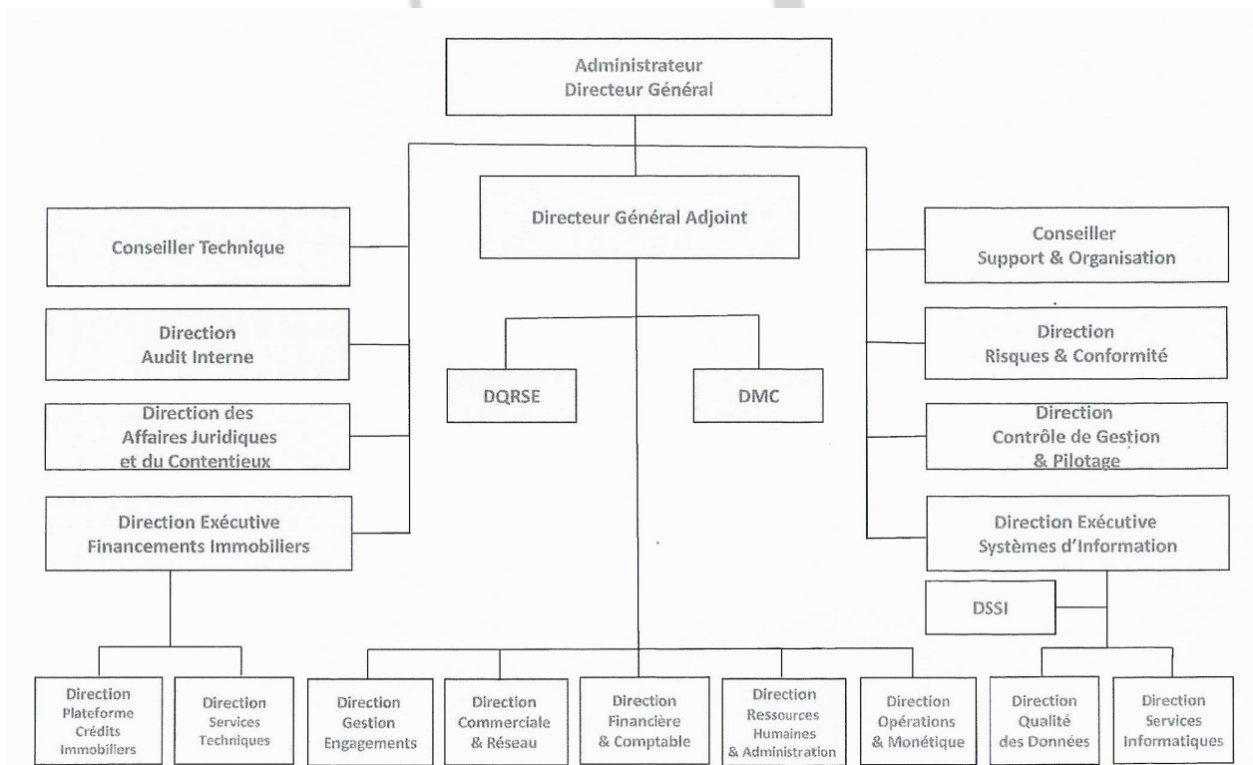 Administrateur
Directeur Général
Directeur Général Adjoint
Conseiller Technique
Conseiller
Support & Organisation
Direction
Audit Interne
Direction
Risques & Conformité
DQRSE
DMC
Direction des
Affaires Juridiques
et du Contentieux
Direction
Contrôle de Gestion
& Pilotage
Direction Exécutive
Financements Immobiliers
Direction Exécutive
Systèmes d'Information
DSSI
Direction
Plateforme
Crédits
Immobiliers
Direction
Services
Techniques
Direction
Gestion
Engagements
Direction
Commerciale
& Réseau
Direction
Financière
& Comptable
Direction
Ressources
Humaines
& Administration
Direction
Opérations
& Monétique
Direction
Qualité
des Données
Direction
Services
Informatiques